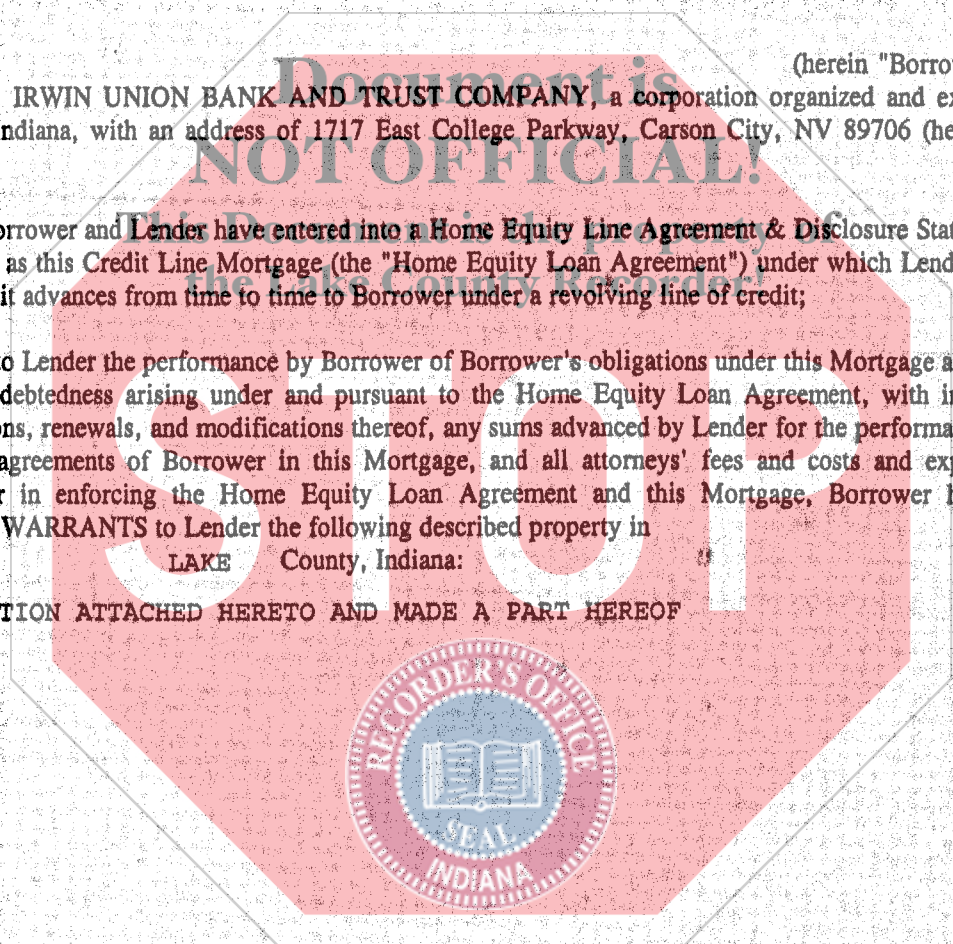 (herein "Borro
IRWIN UNION BANK AND TRUST COMPANY, a corporation organized and ex
ndiana, with an address of 1717 East College Parkway, Carson City, NV 89706 (he
orrower and Lender have entered into a Home Equity Line Agreement & Disclosure Stat
as this Credit Line Mortgage (the "Home Equity Loan Agreement") under which Lend
it advances from time to time to Borrower under a revolving line of credit;
o Lender the performance by Borrower of Borrower's obligations under this Mortgage a
debtedness arising under and pursuant to the Home Equity Loan Agreement, with in
ons, renewals, and modifications thereof, any sums advanced by Lender for the performa
agreements of Borrower in this Mortgage, and all attorneys' fees and costs and exp
r in enforcing the Home Equity Loan Agreement and this Mortgage, Borrower h
WARRANTS to Lender the following described property in
LAKE County, Indiana:
TION ATTACHED HERETO AND MADE A PART HEREOF
Document is
NOT OFFICIAL!
This Document is the property of
the Lake County Recorder!
STOP
RECORDER'S OFFICE
SEAL
INDIANA